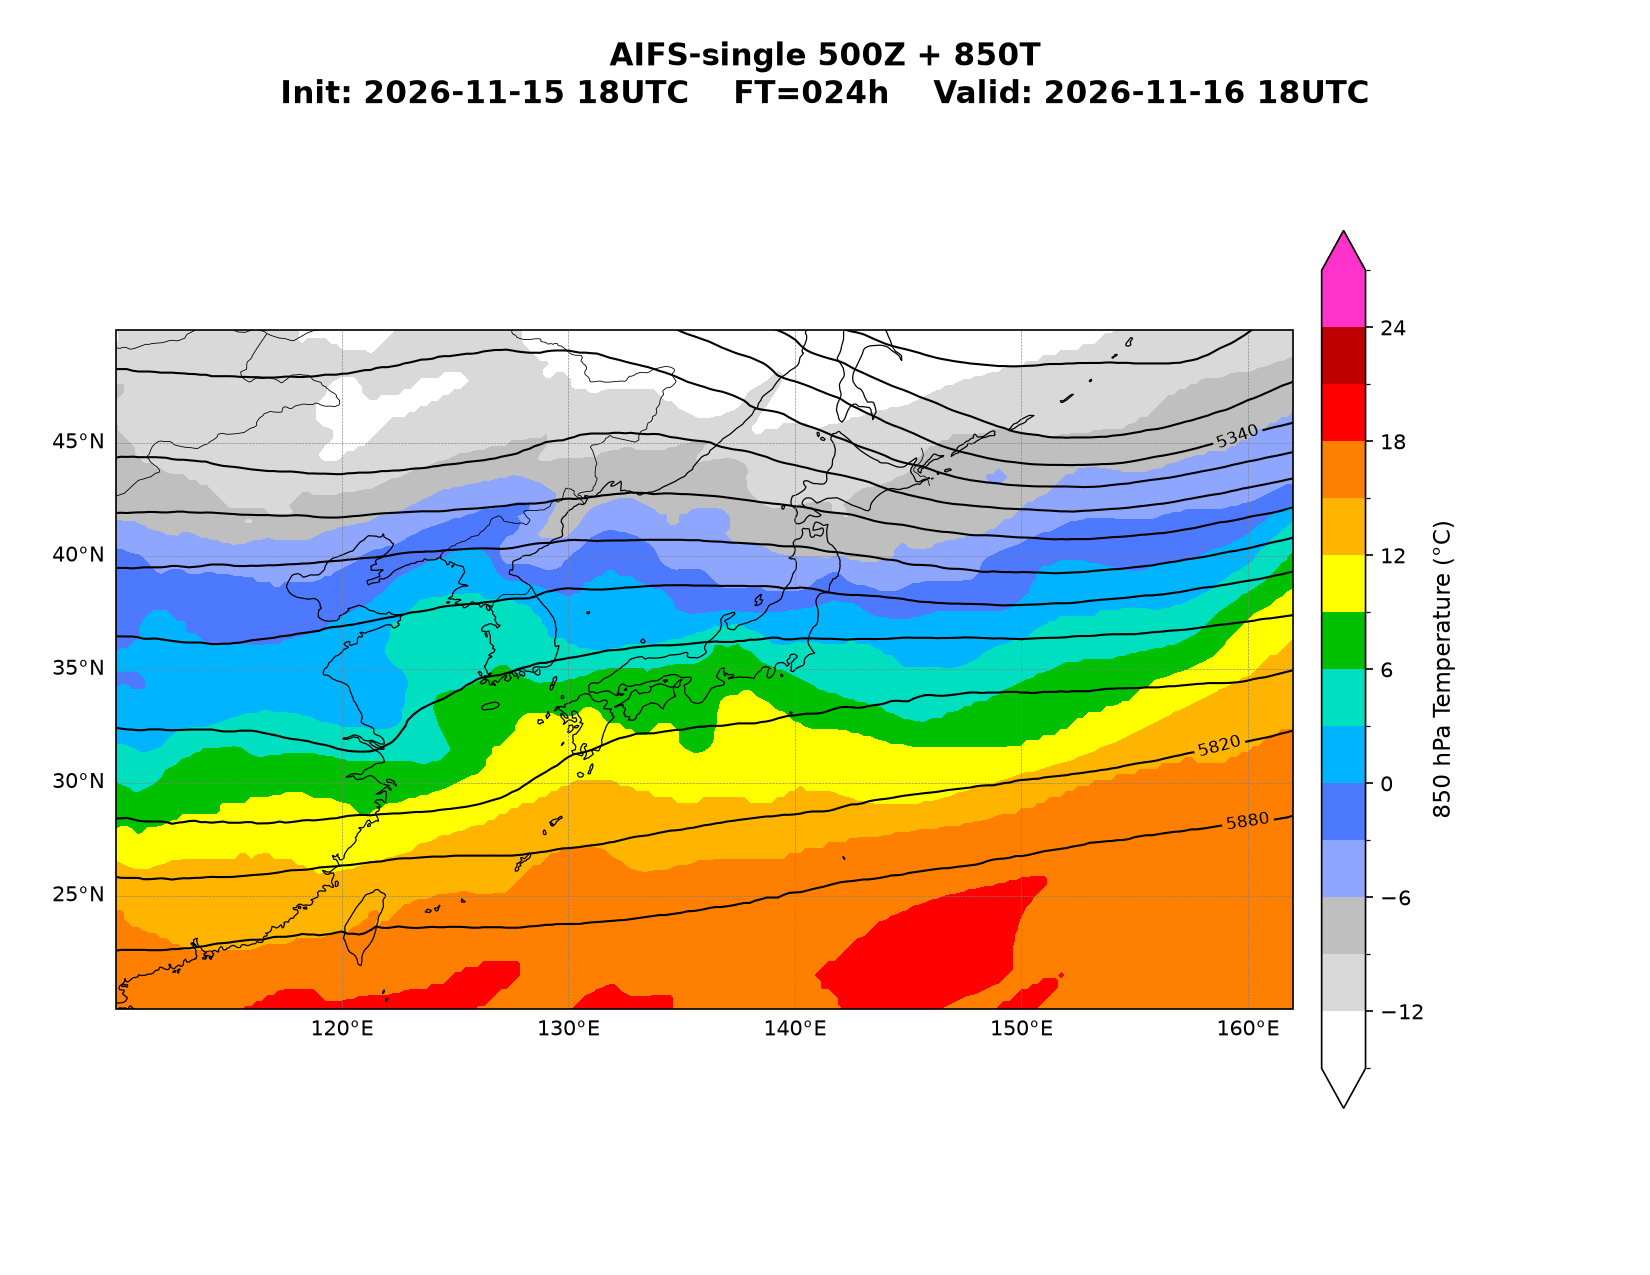 AIFS-single 500Z + 850T
Init: 2026-11-15 18UTC    FT=024h    Valid: 2026-11-16 18UTC
24
18
12
6
0
−6
−12
850 hPa Temperature (°C)
45°N
40°N
35°N
30°N
25°N
5340
5820
5880
120°E
130°E
140°E
150°E
160°E